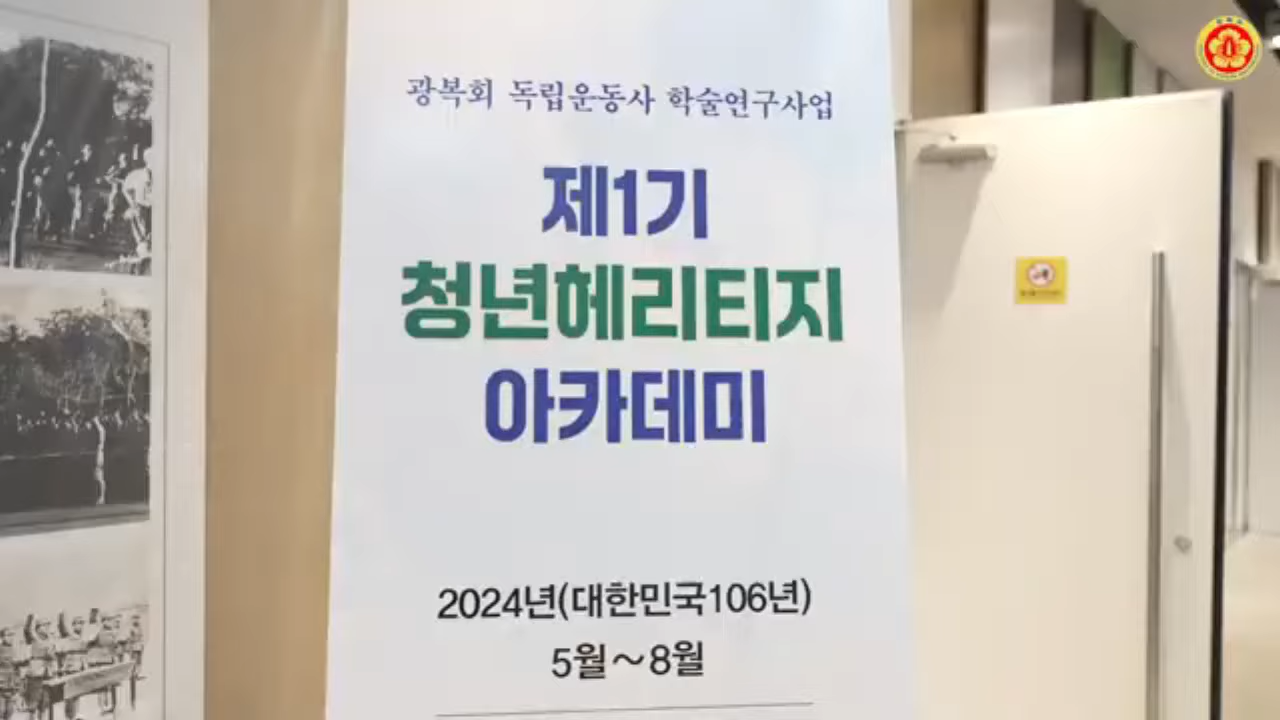 광복회 독립운동사 학술연구사업
제1기
청년헤리티지
아카데미
2024년(대한민국106년)
5월~8월